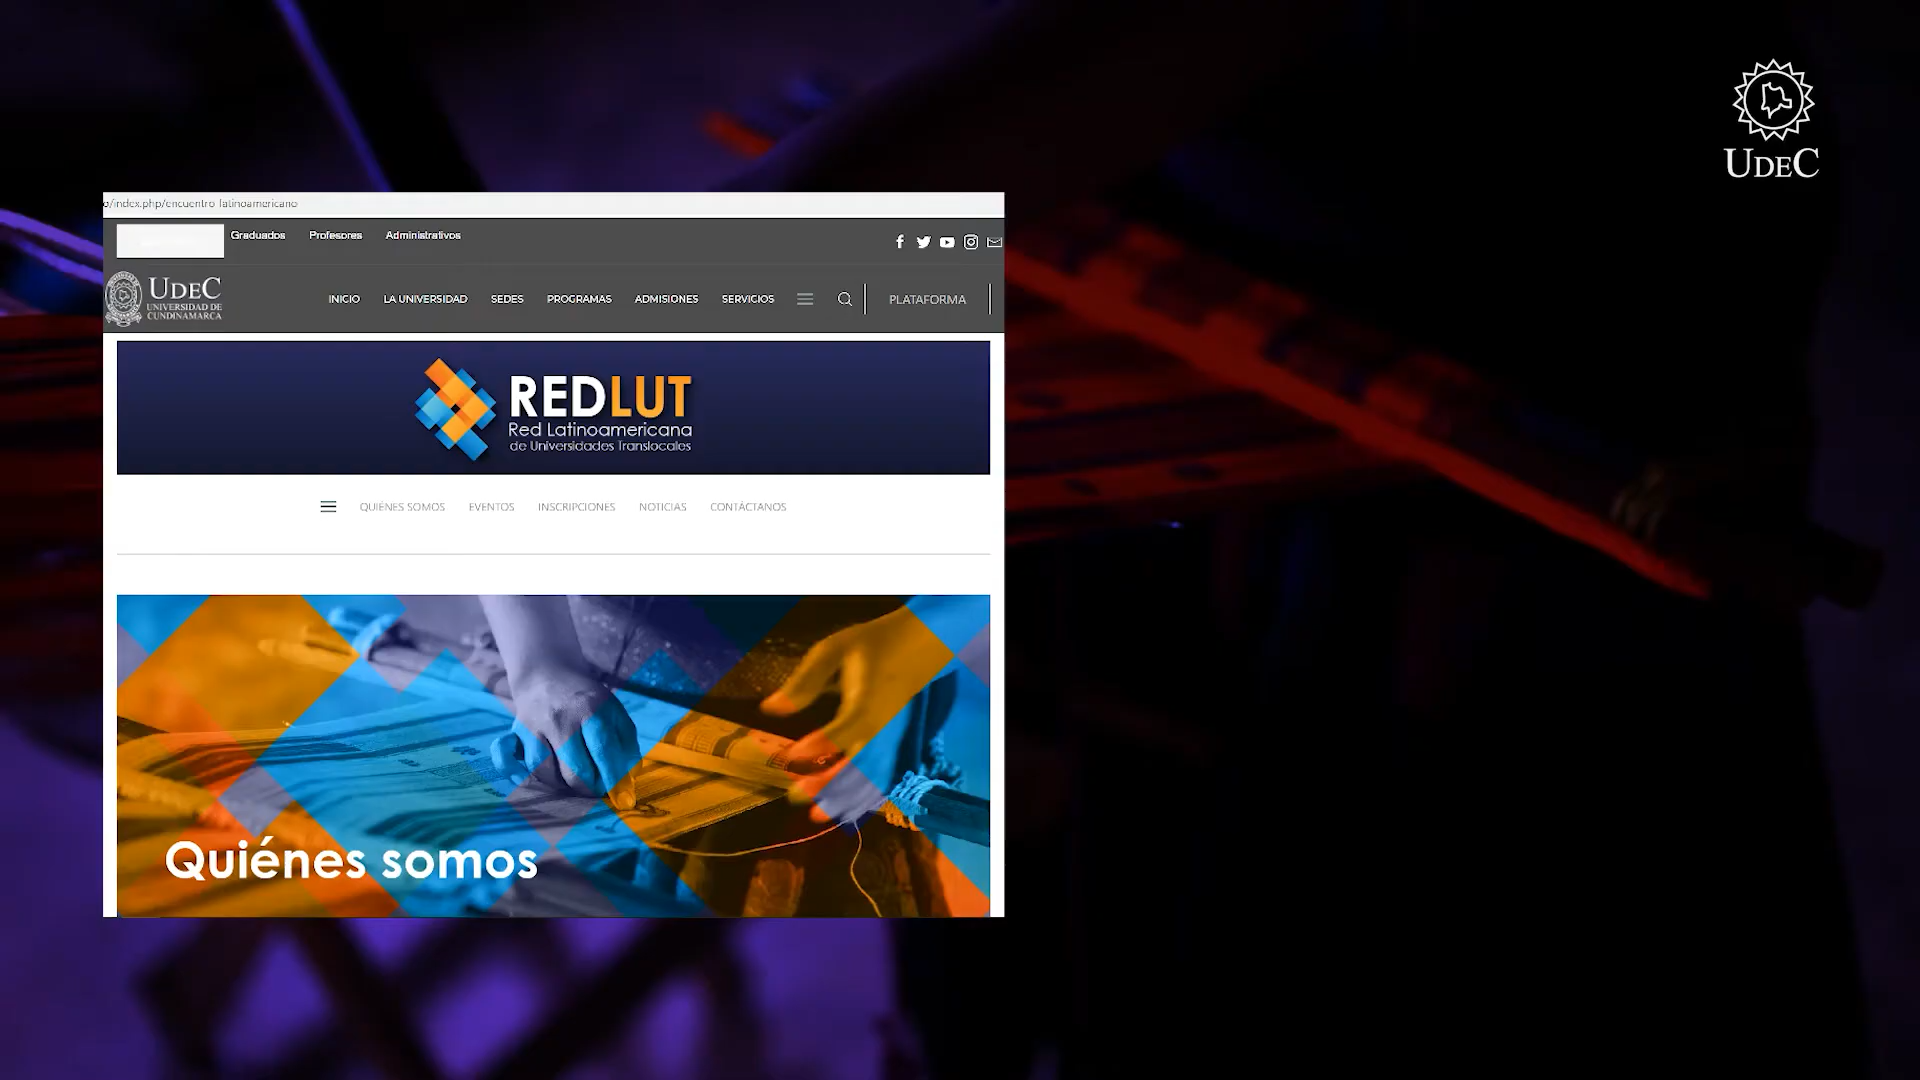 UDEC
a/index.php/encuentro-latinoamericano
Graduados Profesores Administrativos
UDEC
UNIVERSIDAD DE
CUNDINAMARCA
INICIO LA UNIVERSIDAD SEDES PROGRAMAS ADMISIONES SERVICIOS PLATAFORMA
REDLUT
Red Latinoamericana
de Universidades Translocales
QUIÉNES SOMOS EVENTOS INSCRIPCIONES NOTICIAS CONTÁCTANOS
Quiénes somos